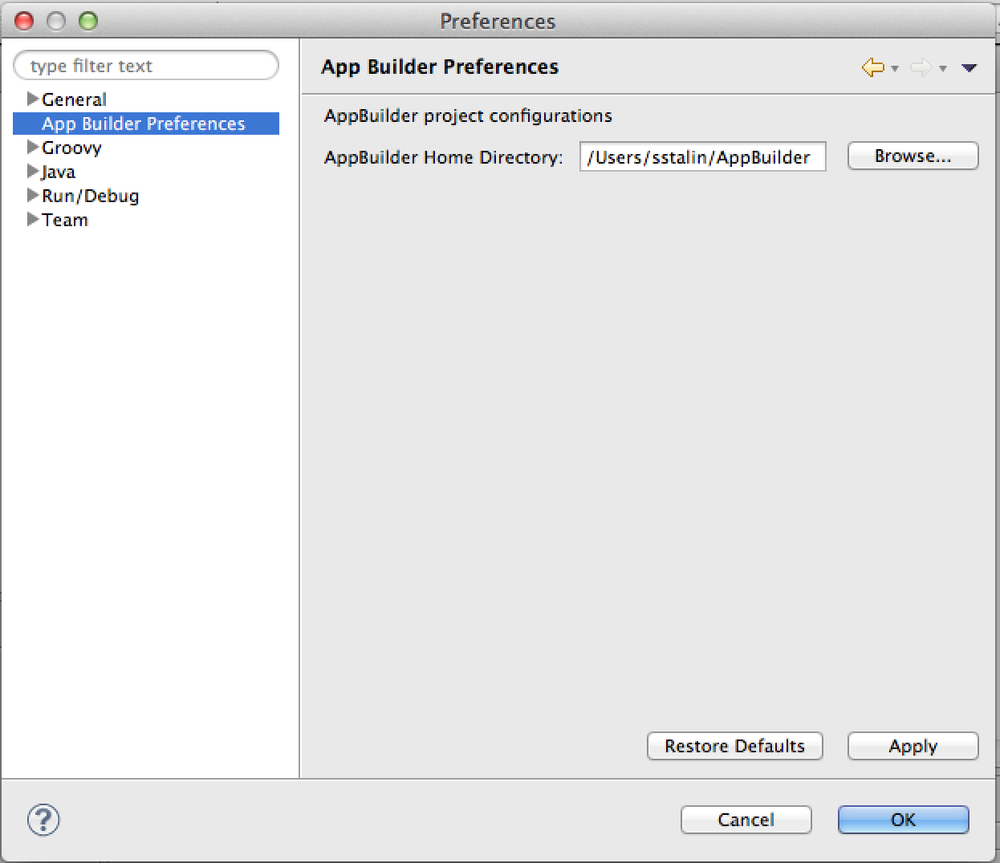 Preferences
type filter text
General
App Builder Preferences
Groovy
Java
Run/Debug
Team
App Builder Preferences
AppBuilder project configurations
AppBuilder Home Directory: /Users/sstalin/AppBuilder Browse...
Restore Defaults Apply
? Cancel OK